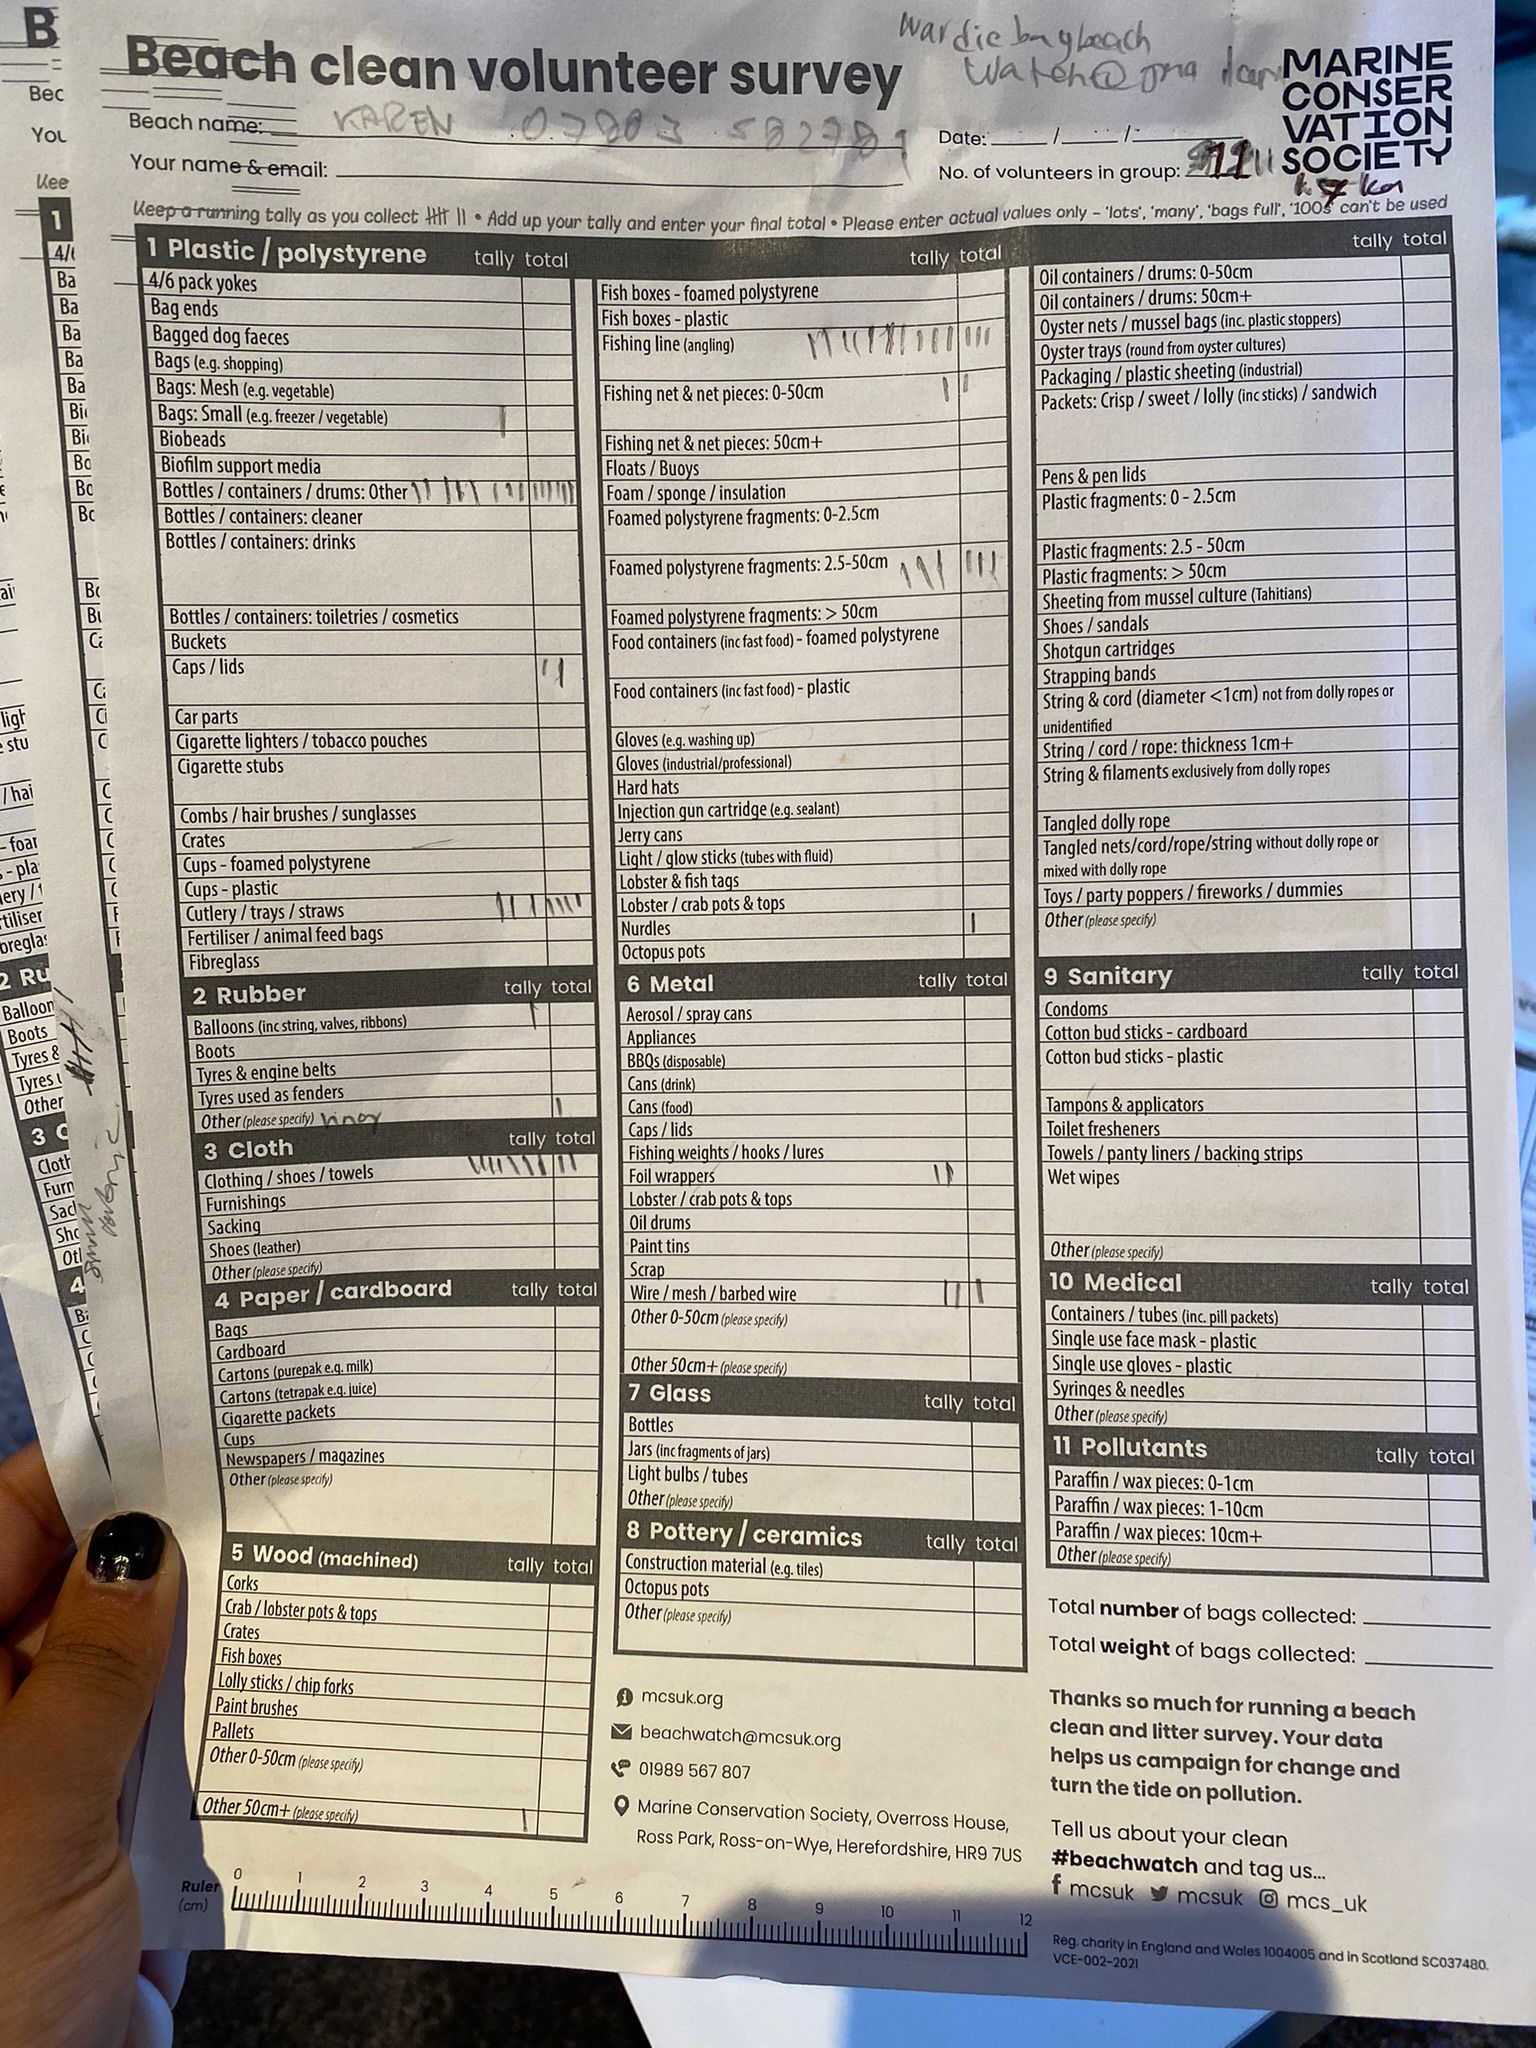 Beach clean volunteer survey
MARINE
CONSER
VATION
SOCIETY
Beach name: KAREN
Date: / /
Your name & email:
No. of volunteers in group: 11
Keep a running tally as you collect • Add up your tally and enter your final total • Please enter actual values only – 'lots', 'many', 'bags full', '100s' can't be used
1 Plastic / polystyrene tally total
4/6 pack yokes
Bag ends
Bagged dog faeces
Bags (e.g. shopping)
Bags: Mesh (e.g. vegetable)
Bags: Small (e.g. freezer / vegetable)
Biobeads
Biofilm support media
Bottles / containers / drums: Other
Bottles / containers: cleaner
Bottles / containers: drinks
Bottles / containers: toiletries / cosmetics
Buckets
Caps / lids
Car parts
Cigarette lighters / tobacco pouches
Cigarette stubs
Combs / hair brushes / sunglasses
Crates
Cups - foamed polystyrene
Cups - plastic
Cutlery / trays / straws
Fertiliser / animal feed bags
Fibreglass
2 Rubber tally total
Balloons (inc string, valves, ribbons)
Boots
Tyres & engine belts
Tyres used as fenders
Other (please specify)
3 Cloth tally total
Clothing / shoes / towels
Furnishings
Sacking
Shoes (leather)
Other (please specify)
4 Paper / cardboard tally total
Bags
Cardboard
Cartons (purepak e.g. milk)
Cartons (tetrapak e.g. juice)
Cigarette packets
Cups
Newspapers / magazines
Other (please specify)
5 Wood (machined) tally total
Corks
Crab / lobster pots & tops
Crates
Fish boxes
Lolly sticks / chip forks
Paint brushes
Pallets
Other 0-50cm (please specify)
Other 50cm+ (please specify)
tally total
Fish boxes - foamed polystyrene
Fish boxes - plastic
Fishing line (angling)
Fishing net & net pieces: 0-50cm
Fishing net & net pieces: 50cm+
Floats / Buoys
Foam / sponge / insulation
Foamed polystyrene fragments: 0-2.5cm
Foamed polystyrene fragments: 2.5-50cm
Foamed polystyrene fragments: > 50cm
Food containers (inc fast food) - foamed polystyrene
Food containers (inc fast food) - plastic
Gloves (e.g. washing up)
Gloves (industrial/professional)
Hard hats
Injection gun cartridge (e.g. sealant)
Jerry cans
Light / glow sticks (tubes with fluid)
Lobster & fish tags
Lobster / crab pots & tops
Nurdles
Octopus pots
6 Metal tally total
Aerosol / spray cans
Appliances
BBQs (disposable)
Cans (drink)
Cans (food)
Caps / lids
Fishing weights / hooks / lures
Foil wrappers
Lobster / crab pots & tops
Oil drums
Paint tins
Scrap
Wire / mesh / barbed wire
Other 0-50cm (please specify)
Other 50cm+ (please specify)
7 Glass tally total
Bottles
Jars (inc fragments of jars)
Light bulbs / tubes
Other (please specify)
8 Pottery / ceramics tally total
Construction material (e.g. tiles)
Octopus pots
Other (please specify)
mcsuk.org
beachwatch@mcsuk.org
01989 567 807
Marine Conservation Society, Overross House,
Ross Park, Ross-on-Wye, Herefordshire, HR9 7US
tally total
Oil containers / drums: 0-50cm
Oil containers / drums: 50cm+
Oyster nets / mussel bags (inc. plastic stoppers)
Oyster trays (round from oyster cultures)
Packaging / plastic sheeting (industrial)
Packets: Crisp / sweet / lolly (inc sticks) / sandwich
Pens & pen lids
Plastic fragments: 0 - 2.5cm
Plastic fragments: 2.5 - 50cm
Plastic fragments: > 50cm
Sheeting from mussel culture (Tahitians)
Shoes / sandals
Shotgun cartridges
Strapping bands
String & cord (diameter <1cm) not from dolly ropes or
unidentified
String / cord / rope: thickness 1cm+
String & filaments exclusively from dolly ropes
Tangled dolly rope
Tangled nets/cord/rope/string without dolly rope or
mixed with dolly rope
Toys / party poppers / fireworks / dummies
Other (please specify)
9 Sanitary tally total
Condoms
Cotton bud sticks - cardboard
Cotton bud sticks - plastic
Tampons & applicators
Toilet fresheners
Towels / panty liners / backing strips
Wet wipes
Other (please specify)
10 Medical tally total
Containers / tubes (inc. pill packets)
Single use face mask - plastic
Single use gloves - plastic
Syringes & needles
Other (please specify)
11 Pollutants tally total
Paraffin / wax pieces: 0-1cm
Paraffin / wax pieces: 1-10cm
Paraffin / wax pieces: 10cm+
Other (please specify)
Total number of bags collected:
Total weight of bags collected:
Thanks so much for running a beach
clean and litter survey. Your data
helps us campaign for change and
turn the tide on pollution.
Tell us about your clean
#beachwatch and tag us...
mcsuk mcsuk mcs_uk
Ruler
(cm)
0 1 2 3 4 5 6 7 8 9 10 11 12
Reg. charity in England and Wales 1004005 and in Scotland SC037480.
VCE-002-2021